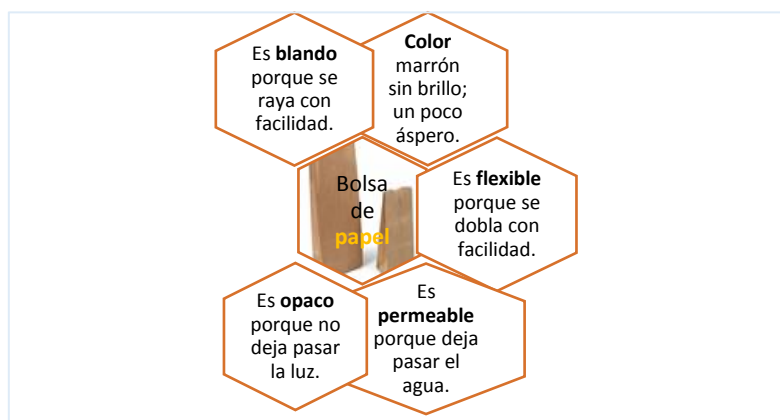 Es blando
porque se
raya con
facilidad.
Color
marrón
sin brillo;
un poco
áspero.
Bolsa
de
papel
Es flexible
porque se
dobla con
facilidad.
Es opaco
porque no
deja pasar
la luz.
Es
permeable
porque deja
pasar el
agua.